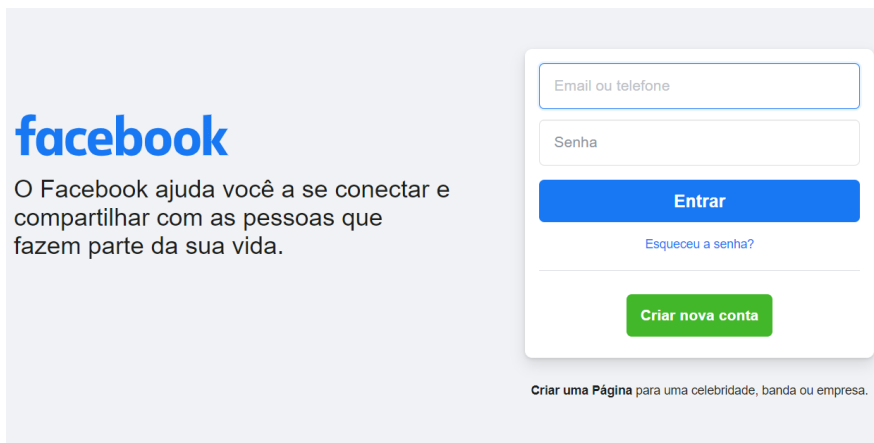 facebook
O Facebook ajuda você a se conectar e
compartilhar com as pessoas que
fazem parte da sua vida.
Email ou telefone
Senha
Entrar
Esqueceu a senha?
Criar nova conta
Criar uma Página para uma celebridade, banda ou empresa.